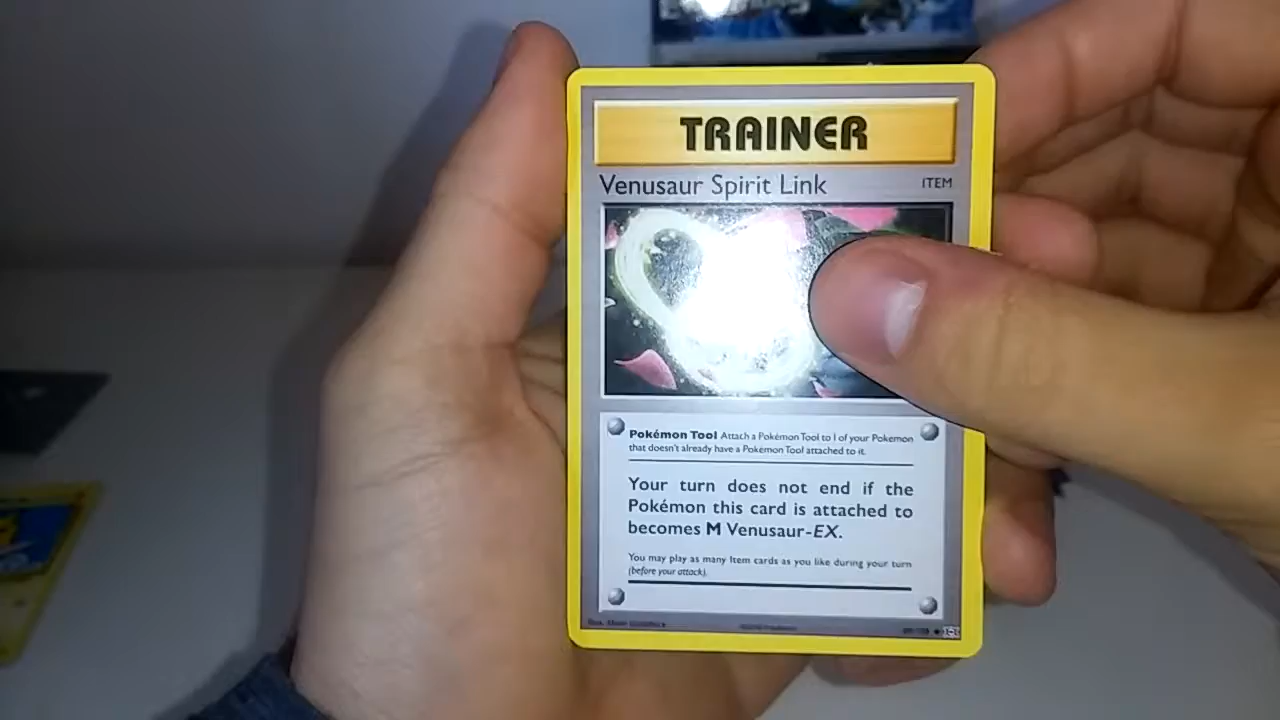 TRAINER
Venusaur Spirit Link ITEM
Pokémon Tool Attach a Pokémon Tool to 1 of your Pokémon
that doesn't already have a Pokémon Tool attached to it.
Your turn does not end if the
Pokémon this card is attached to
becomes M Venusaur-EX.
You may play as many Item cards as you like during your turn
(before your attack).